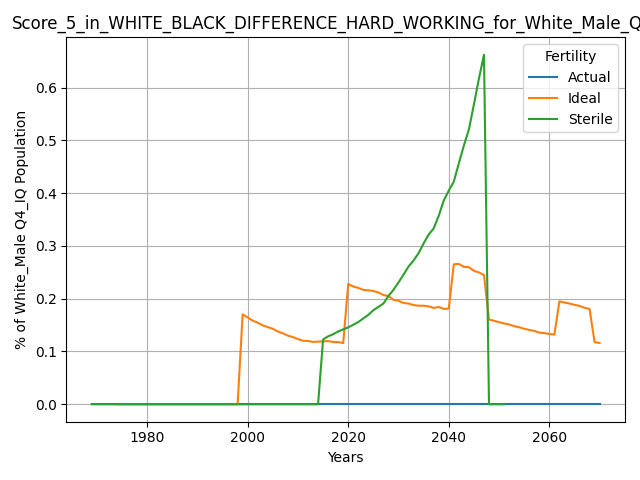 Score_5_in_WHITE_BLACK_DIFFERENCE_HARD_WORKING_for_White_Male_Q
Fertility
Actual
Ideal
Sterile
% of White_Male Q4_IQ Population
0.6
0.5
0.4
0.3
0.2
0.1
0.0
1980 2000 2020 2040 2060
Years